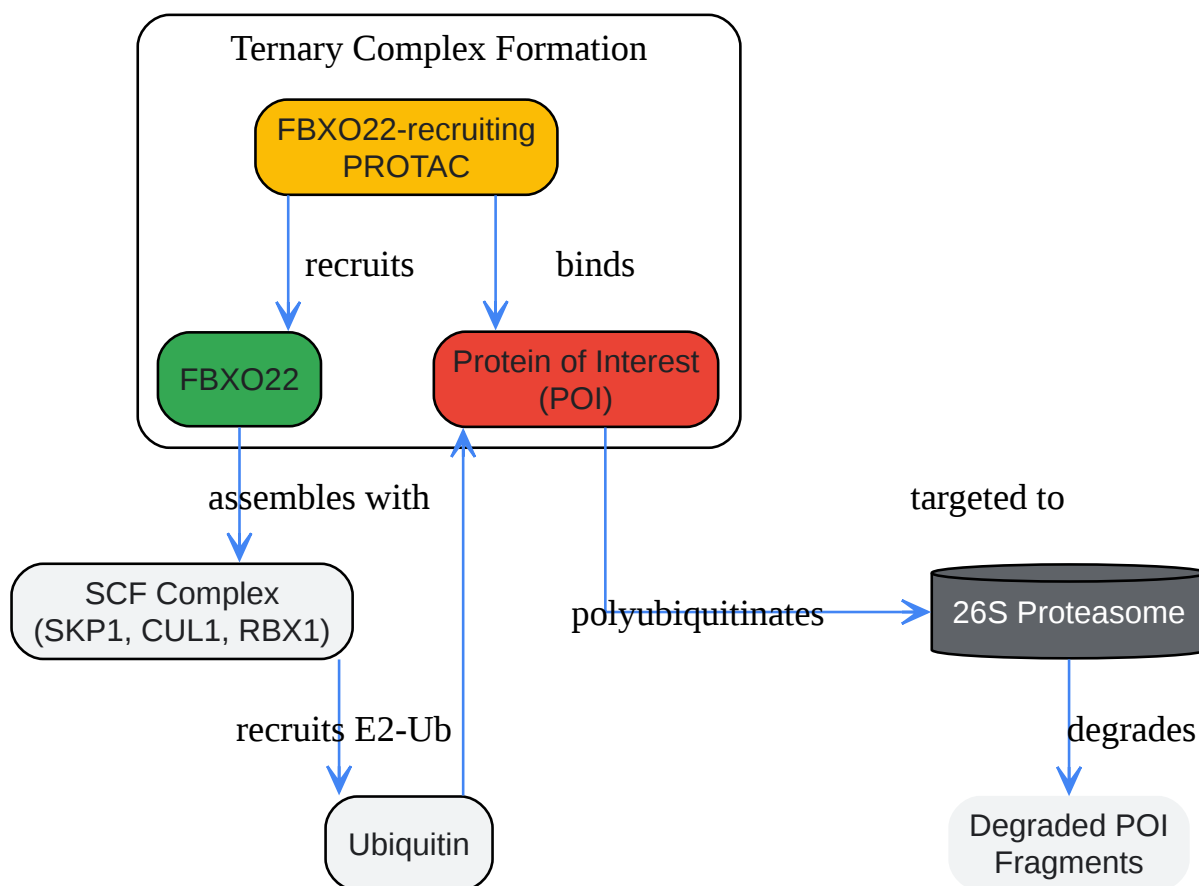 Ternary Complex Formation
FBXO22-recruiting
PROTAC
recruits
binds
FBXO22
Protein of Interest
(POI)
assembles with
targeted to
SCF Complex
(SKP1, CUL1, RBX1)
polyubiquitinates
26S Proteasome
recruits E2-Ub
degrades
Ubiquitin
Degraded POI
Fragments